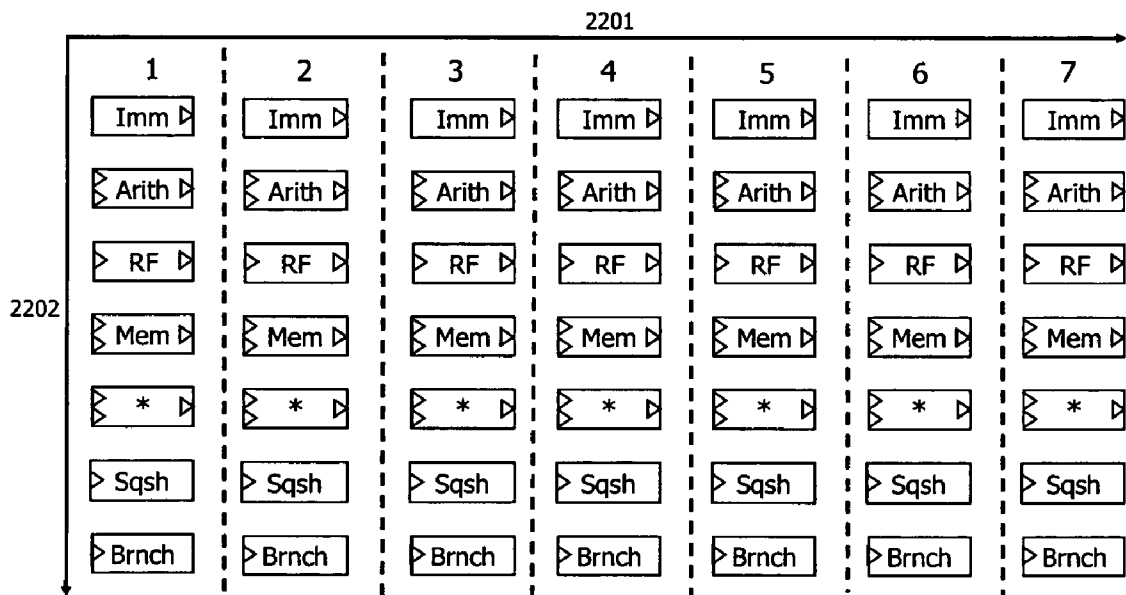 2201
1 2 3 4 5 6 7
Imm Imm Imm Imm Imm Imm Imm
Arith Arith Arith Arith Arith Arith Arith
RF RF RF RF RF RF RF
2202
Mem Mem Mem Mem Mem Mem Mem
* * * * * * *
Sqsh Sqsh Sqsh Sqsh Sqsh Sqsh Sqsh
Brnch Brnch Brnch Brnch Brnch Brnch Brnch